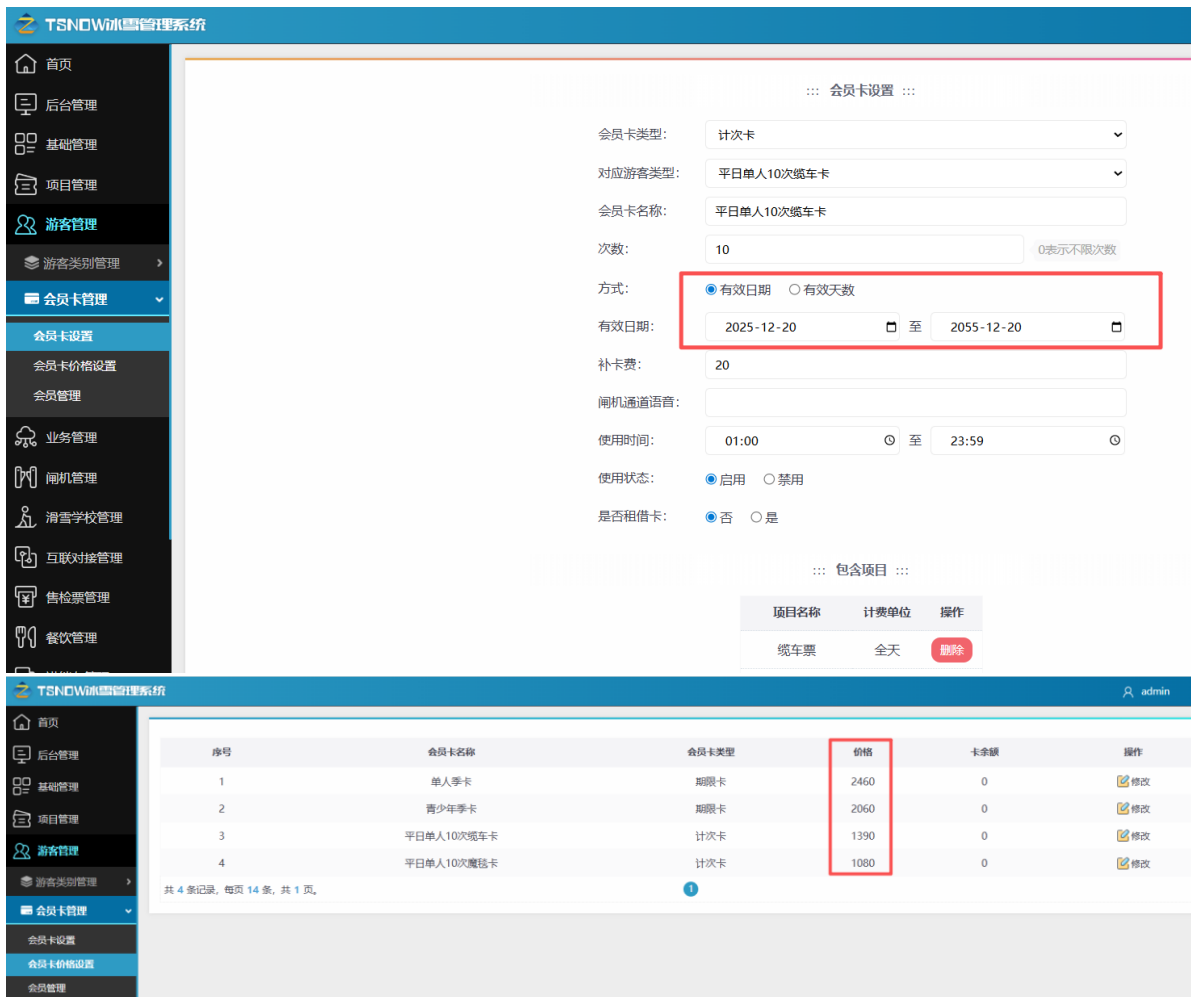 TSNOW冰雪管理系统
首页
后台管理
基础管理
项目管理
游客管理
游客类别管理
会员卡管理
会员卡设置
会员卡价格设置
会员管理
业务管理
闸机管理
滑雪学校管理
互联对接管理
售检票管理
餐饮管理
::: 会员卡设置 :::
会员卡类型: 计次卡
对应游客类型: 平日单人10次缆车卡
会员卡名称: 平日单人10次缆车卡
次数: 10 0表示不限次数
方式: 有效日期 有效天数
有效日期: 2025-12-20 至 2055-12-20
补卡费: 20
闸机通道语音:
使用时间: 01:00 至 23:59
使用状态: 启用 禁用
是否租借卡: 否 是
::: 包含项目 :::
项目名称 计费单位 操作
缆车票 全天 删除
TSNOW冰雪管理系统 admin
首页
后台管理
基础管理
项目管理
游客管理
游客类别管理
会员卡管理
会员卡设置
会员卡价格设置
会员管理
序号 会员卡名称 会员卡类型 价格 卡余额 操作
1 单人季卡 期限卡 2460 0 修改
2 青少年季卡 期限卡 2060 0 修改
3 平日单人10次缆车卡 计次卡 1390 0 修改
4 平日单人10次魔毯卡 计次卡 1080 0 修改
共 4 条记录, 每页 14 条, 共 1 页。 1